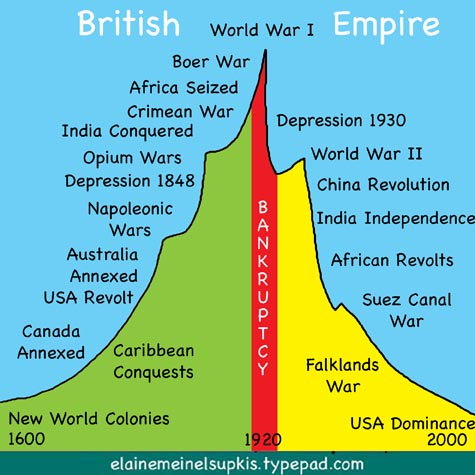 British
World War I
Empire
Boer War
Africa Seized
Crimean War
India Conquered
Depression 1930
Opium Wars
World War II
Depression 1848
China Revolution
Napoleonic
Wars
India Independence
Australia
Annexed
African Revolts
USA Revolt
Suez Canal
War
Canada
Annexed
Caribbean
Conquests
BANKRUPTCY
Falklands
War
New World Colonies
USA Dominance
1600
1920
2000
elainemeinelsupkis.typepad.com